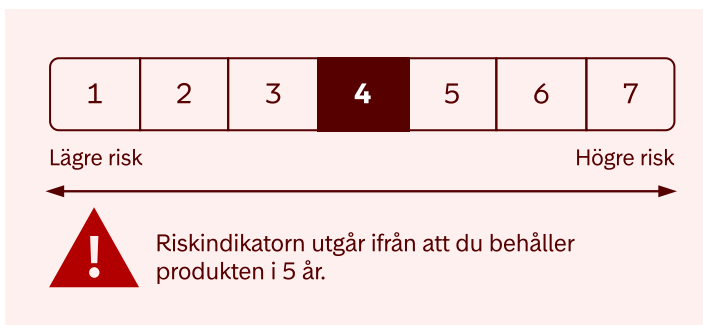 1 2 3 4 5 6 7
Lägre risk Högre risk
!
Riskindikatorn utgår ifrån att du behåller
produkten i 5 år.